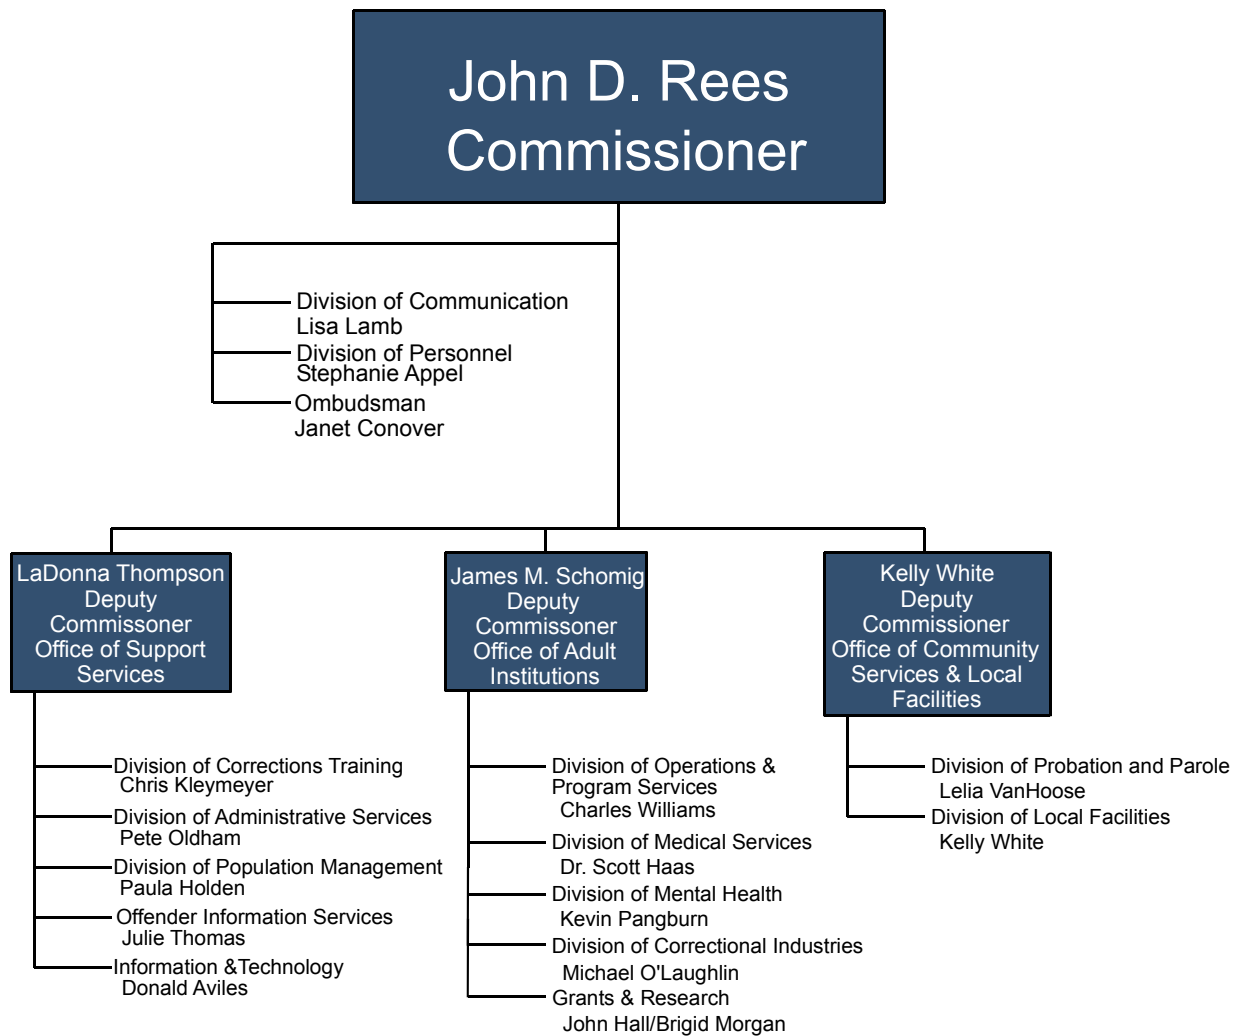 John D. Rees
Commissioner
Division of Communication
Lisa Lamb
Division of Personnel
Stephanie Appel
Ombudsman
Janet Conover
LaDonna Thompson
Deputy
Commissoner
Office of Support
Services
Division of Corrections Training
Chris Kleymeyer
Division of Administrative Services
Pete Oldham
Division of Population Management
Paula Holden
Offender Information Services
Julie Thomas
Information &Technology
Donald Aviles
James M. Schomig
Deputy
Commissoner
Office of Adult
Institutions
Division of Operations &
Program Services
Charles Williams
Division of Medical Services
Dr. Scott Haas
Division of Mental Health
Kevin Pangburn
Division of Correctional Industries
Michael O'Laughlin
Grants & Research
John Hall/Brigid Morgan
Kelly White
Deputy
Commissioner
Office of Community
Services & Local
Facilities
Division of Probation and Parole
Lelia VanHoose
Division of Local Facilities
Kelly White